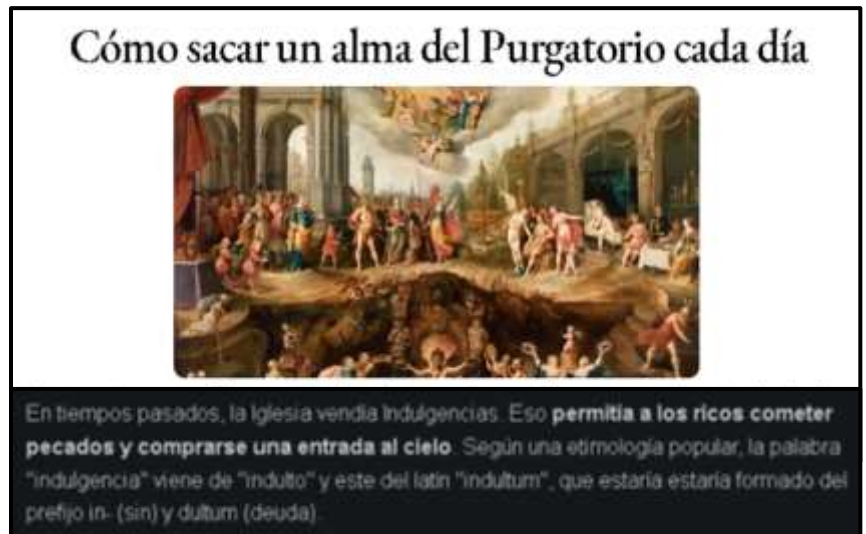 Cómo sacar un alma del Purgatorio cada día
En tiempos pasados, la Iglesia vendía Indulgencias. Eso permitía a los ricos cometer
pecados y comprarse una entrada al cielo. Según una etimología popular, la palabra
"indulgencia" viene de "indulto" y este del latín "indultum", que estaría estaría formado del
prefijo in- (sin) y dultum (deuda).